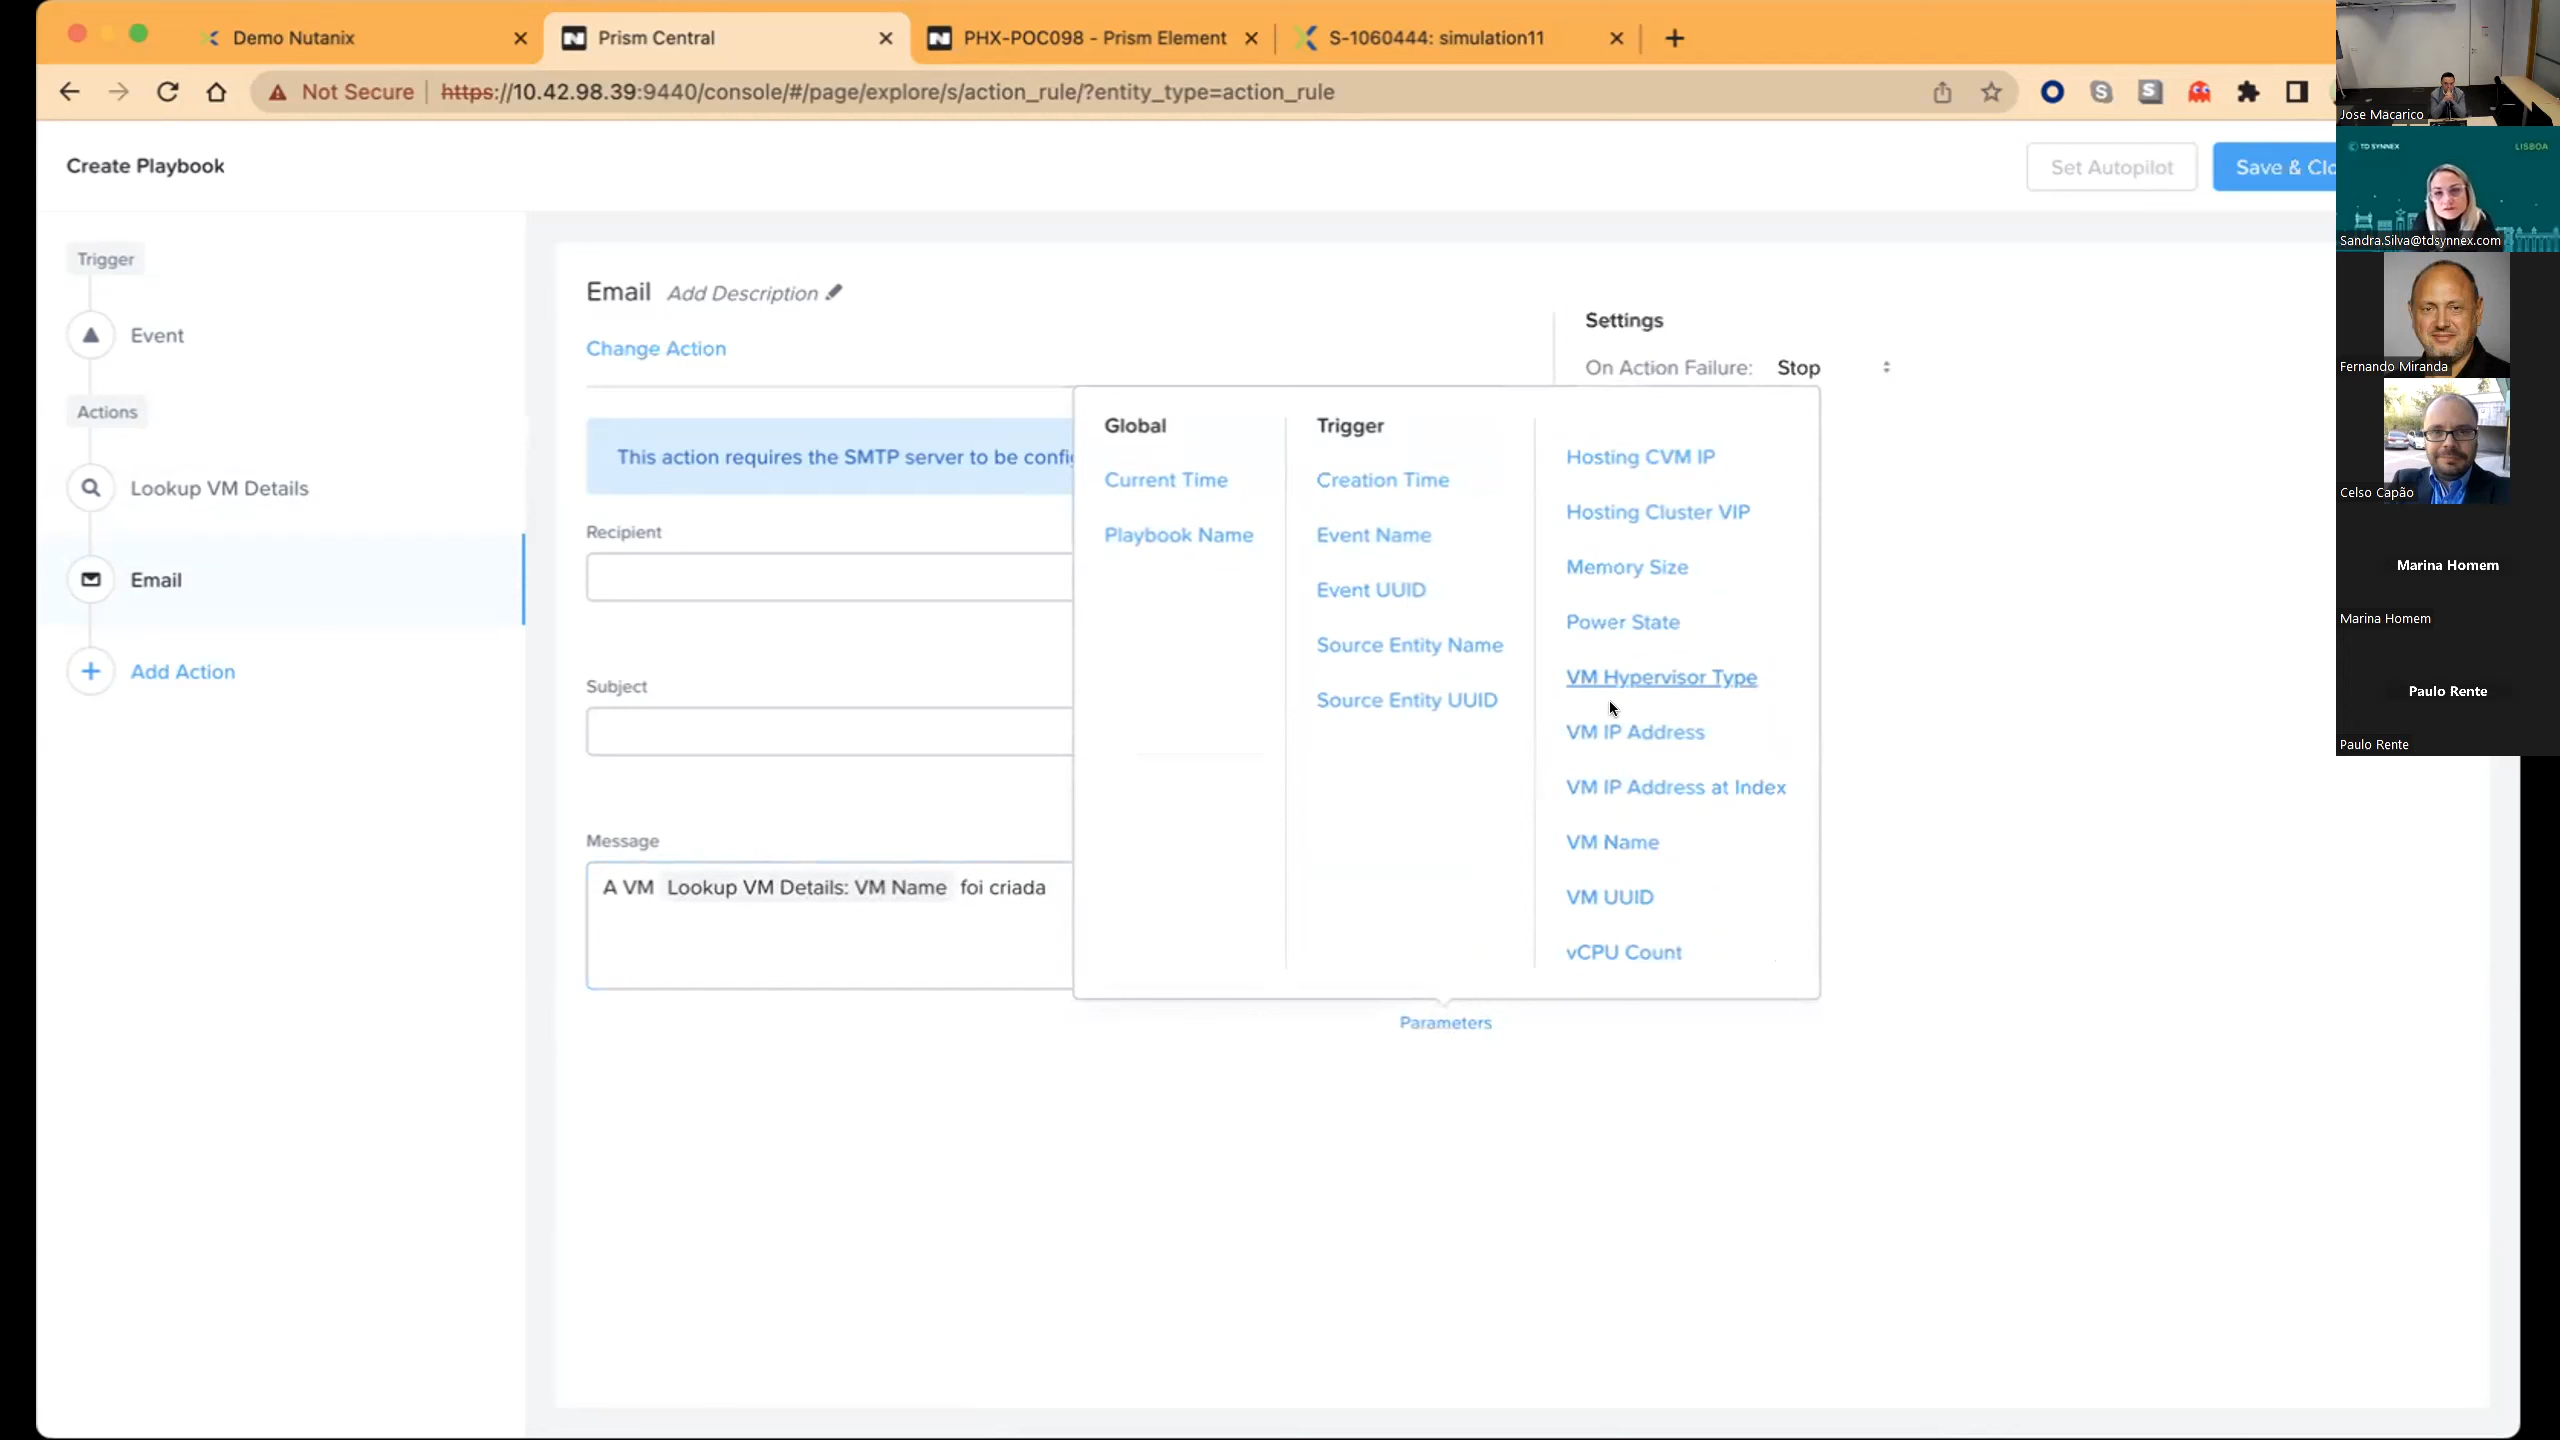 Demo Nutanix
Prism Central
PHX-POC098 - Prism Element
S-1060444: simulation11
Not Secure
https://10.42.98.39:9440/console/#/page/explore/s/action_rule/?entity_type=action_rule
Create Playbook
Set Autopilot
Save & Clo
Trigger
Event
Actions
Lookup VM Details
Email
Add Action
Email
Add Description
Change Action
Settings
On Action Failure: Stop
This action requires the SMTP server to be confi
Recipient
Subject
Message
A VM Lookup VM Details: VM Name foi criada
Global
Current Time
Playbook Name
Trigger
Creation Time
Event Name
Event UUID
Source Entity Name
Source Entity UUID
Hosting CVM IP
Hosting Cluster VIP
Memory Size
Power State
VM Hypervisor Type
VM IP Address
VM IP Address at Index
VM Name
VM UUID
vCPU Count
Parameters
Jose Macarico
TD SYNNEX
LISBOA
Sandra.Silva@tdsynnex.com
Fernando Miranda
Celso Capão
Marina Homem
Marina Homem
Paulo Rente
Paulo Rente